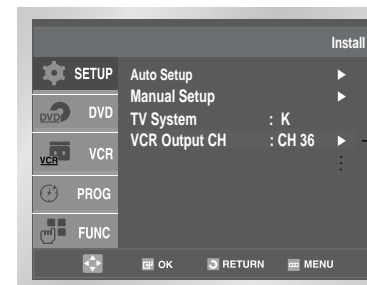 Install
SETUP
DVD DVD
VCR VCR
PROG
FUNC
Auto Setup
Manual Setup
TV System : K
VCR Output CH : CH 36
OK RETURN MENU